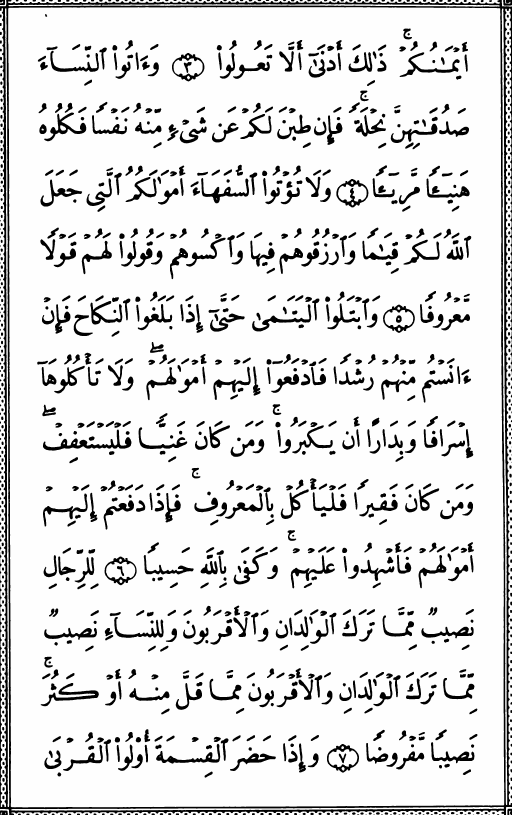 أَيْمَٰنُكُمْۚ ذَٰلِكَ أَدْنَىٰٓ أَلَّا تَعُولُوا۟ ۝٣ وَءَاتُوا۟ ٱلنِّسَآءَ
صَدُقَٰتِهِنَّ نِحْلَةًۚ فَإِن طِبْنَ لَكُمْ عَن شَىْءٍ مِّنْهُ نَفْسًا فَكُلُوهُ
هَنِيٓـًٔا مَّرِيٓـًٔا ۝٤ وَلَا تُؤْتُوا۟ ٱلسُّفَهَآءَ أَمْوَٰلَكُمُ ٱلَّتِى جَعَلَ
ٱللَّهُ لَكُمْ قِيَٰمًا وَٱرْزُقُوهُمْ فِيهَا وَٱكْسُوهُمْ وَقُولُوا۟ لَهُمْ قَوْلًا
مَّعْرُوفًا ۝٥ وَٱبْتَلُوا۟ ٱلْيَتَٰمَىٰ حَتَّىٰٓ إِذَا بَلَغُوا۟ ٱلنِّكَاحَ فَإِنْ
ءَانَسْتُم مِّنْهُمْ رُشْدًا فَٱدْفَعُوٓا۟ إِلَيْهِمْ أَمْوَٰلَهُمْۖ وَلَا تَأْكُلُوهَآ
إِسْرَافًا وَبِدَارًا أَن يَكْبَرُوا۟ۚ وَمَن كَانَ غَنِيًّا فَلْيَسْتَعْفِفْۖ
وَمَن كَانَ فَقِيرًا فَلْيَأْكُلْ بِٱلْمَعْرُوفِۚ فَإِذَا دَفَعْتُمْ إِلَيْهِمْ
أَمْوَٰلَهُمْ فَأَشْهِدُوا۟ عَلَيْهِمْۚ وَكَفَىٰ بِٱللَّهِ حَسِيبًا ۝٦ لِّلرِّجَالِ
نَصِيبٌ مِّمَّا تَرَكَ ٱلْوَٰلِدَانِ وَٱلْأَقْرَبُونَ وَلِلنِّسَآءِ نَصِيبٌ
مِّمَّا تَرَكَ ٱلْوَٰلِدَانِ وَٱلْأَقْرَبُونَ مِمَّا قَلَّ مِنْهُ أَوْ كَثُرَۚ
نَصِيبًا مَّفْرُوضًا ۝٧ وَإِذَا حَضَرَ ٱلْقِسْمَةَ أُو۟لُوا۟ ٱلْقُرْبَىٰ